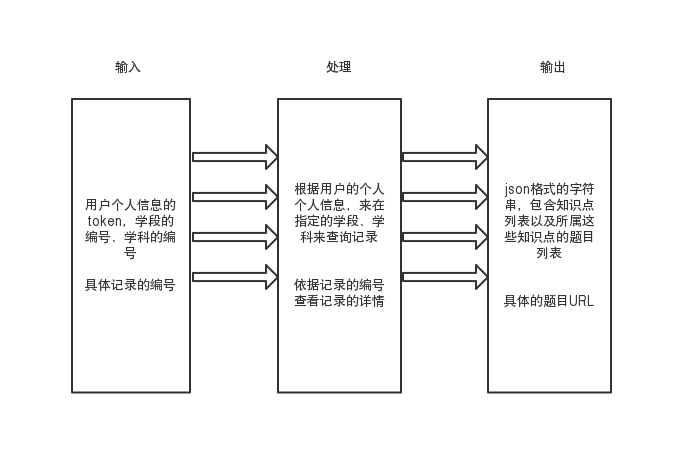 输入
处理
输出
用户个人信息的
token，学段的
编号、学科的编
号
具体记录的编号
根据用户的个人
个人信息，来在
指定的学段、学
科来查询记录
依据记录的编号
查看记录的详情
json格式的字符
串，包含知识点
列表以及所属这
些知识点的题目
列表
具体的题目URL